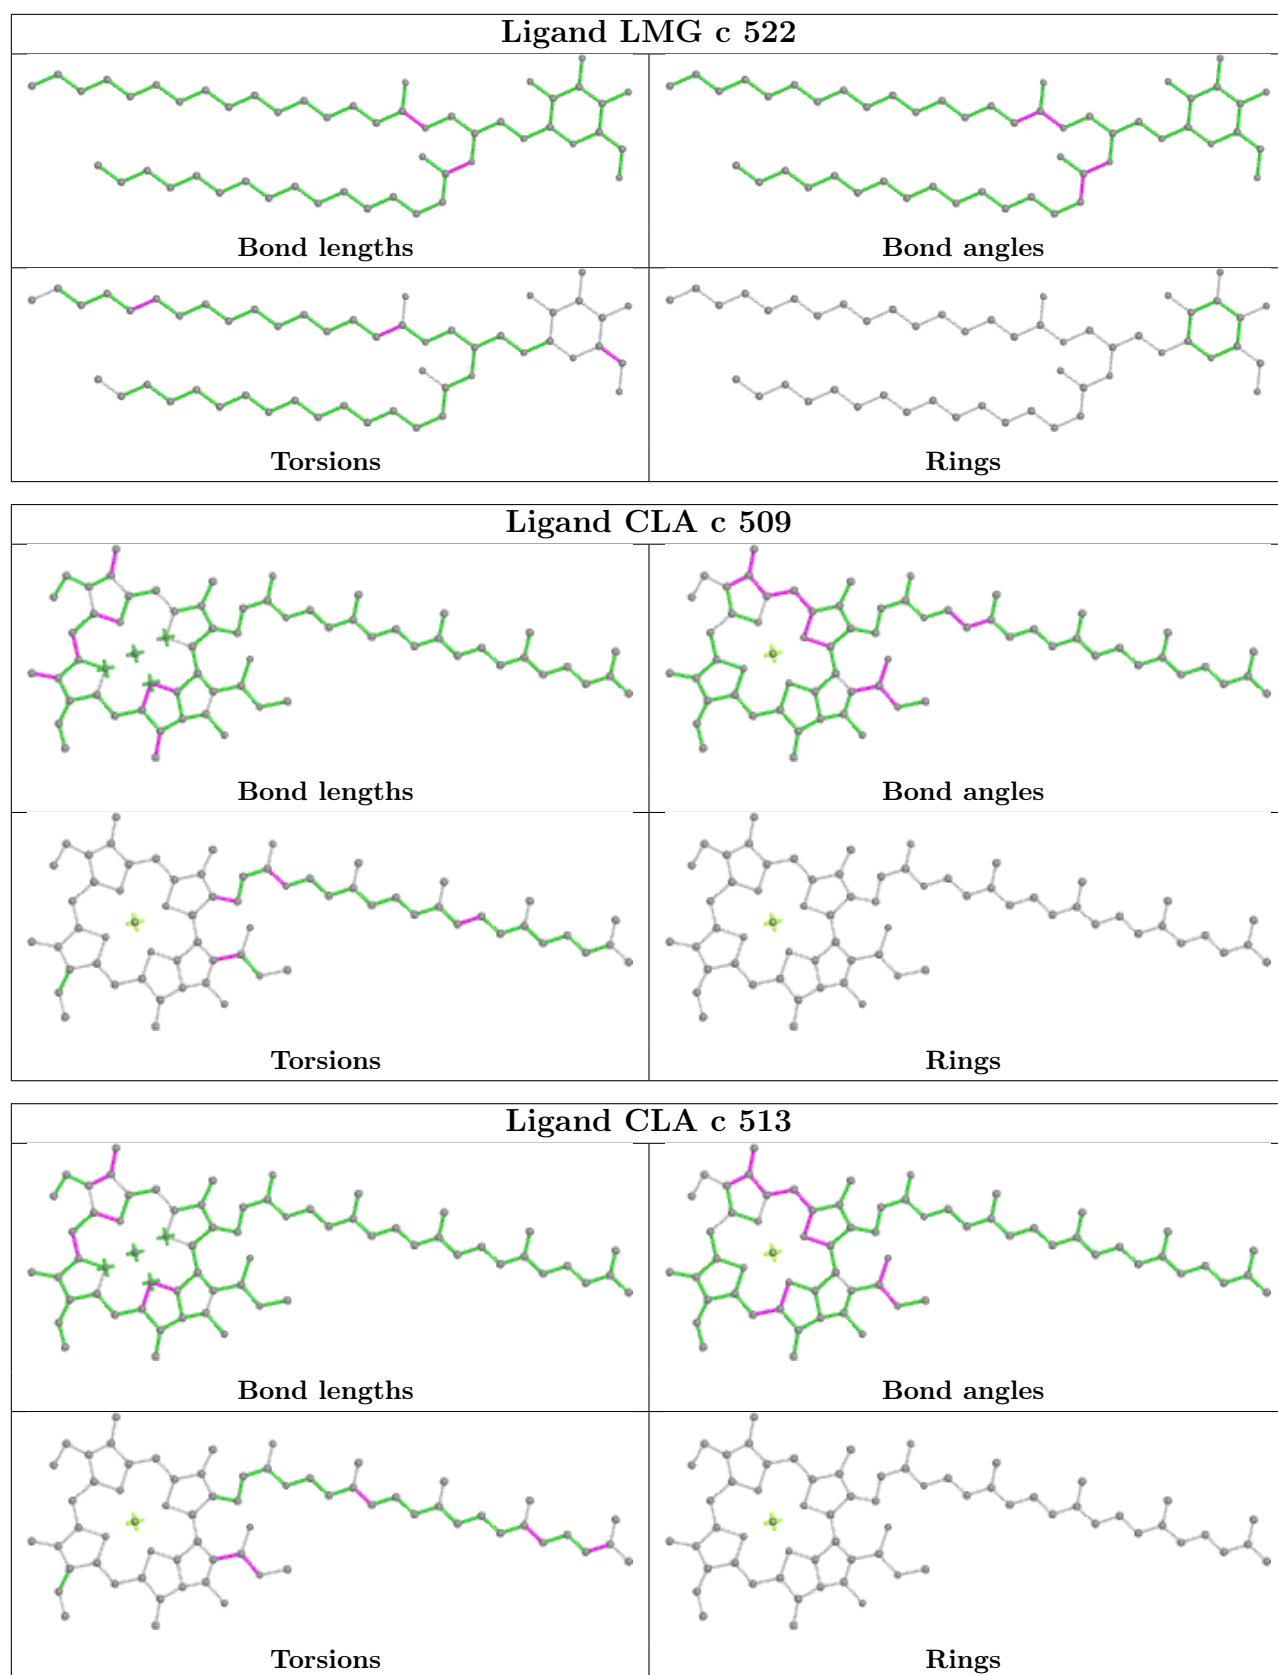 Ligand LMG c 522
Bond lengths
Bond angles
Torsions
Rings
Ligand CLA c 509
Bond lengths
Bond angles
Torsions
Rings
Ligand CLA c 513
Bond lengths
Bond angles
Torsions
Rings